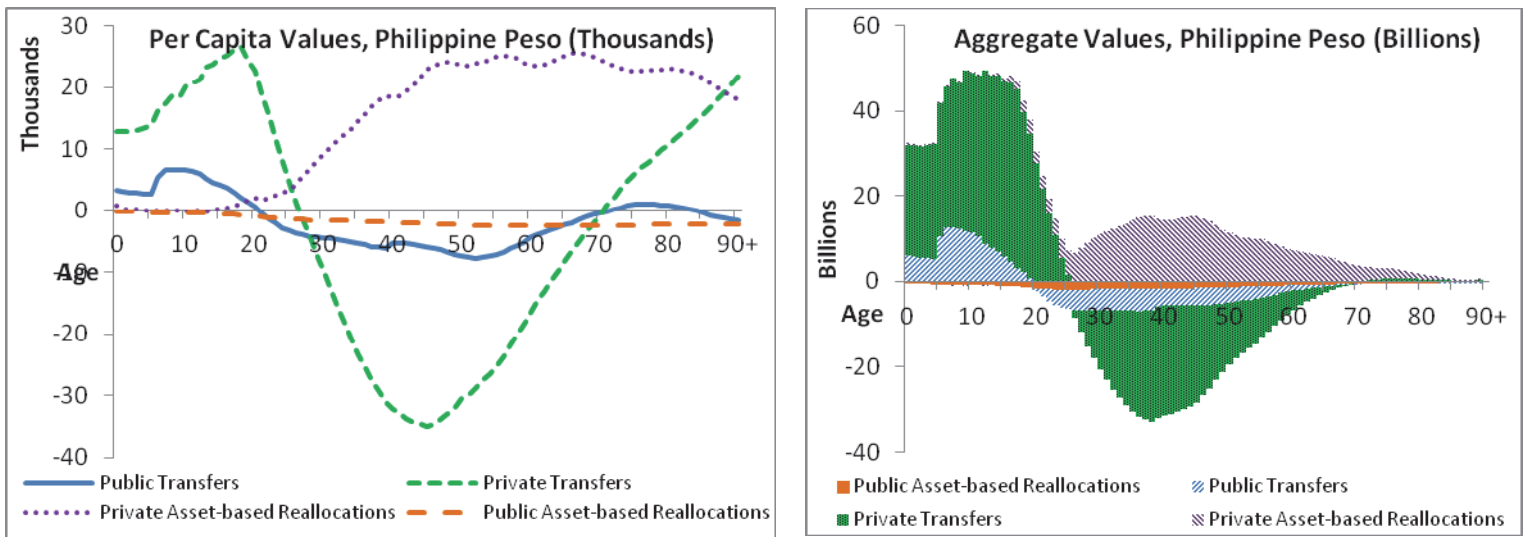 Per Capita Values, Philippine Peso (Thousands)
Thousands
30
20
10
0
-10
-20
-30
-40
Age
0 10 20 30 40 50 60 70 80 90+
Public Transfers
Private Transfers
Private Asset-based Reallocations
Public Asset-based Reallocations
Aggregate Values, Philippine Peso (Billions)
Billions
60
40
20
0
-20
-40
Age
0 10 20 30 40 50 60 70 80 90+
Public Asset-based Reallocations
Public Transfers
Private Transfers
Private Asset-based Reallocations